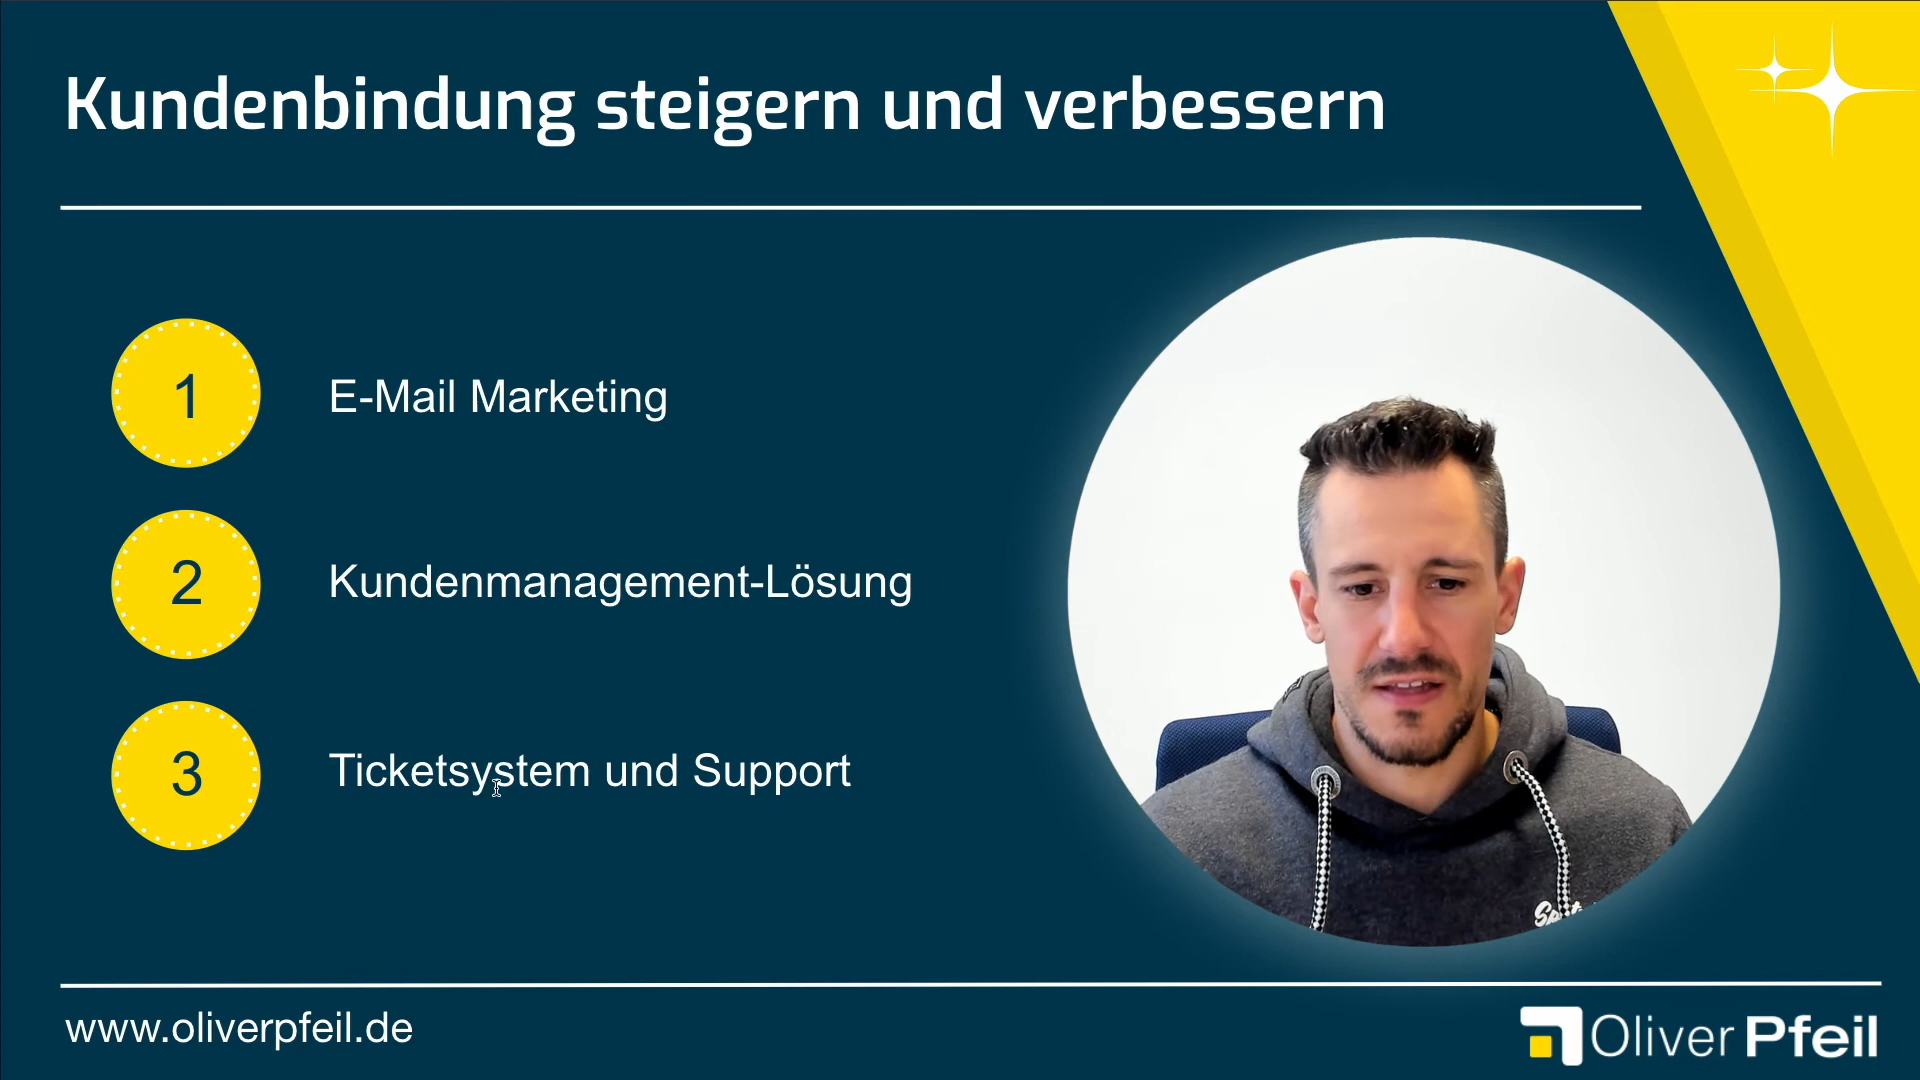 Kundenbindung steigern und verbessern
1
E-Mail Marketing
2
Kundenmanagement-Lösung
3
Ticketsystem und Support
www.oliverpfeil.de
Oliver Pfeil